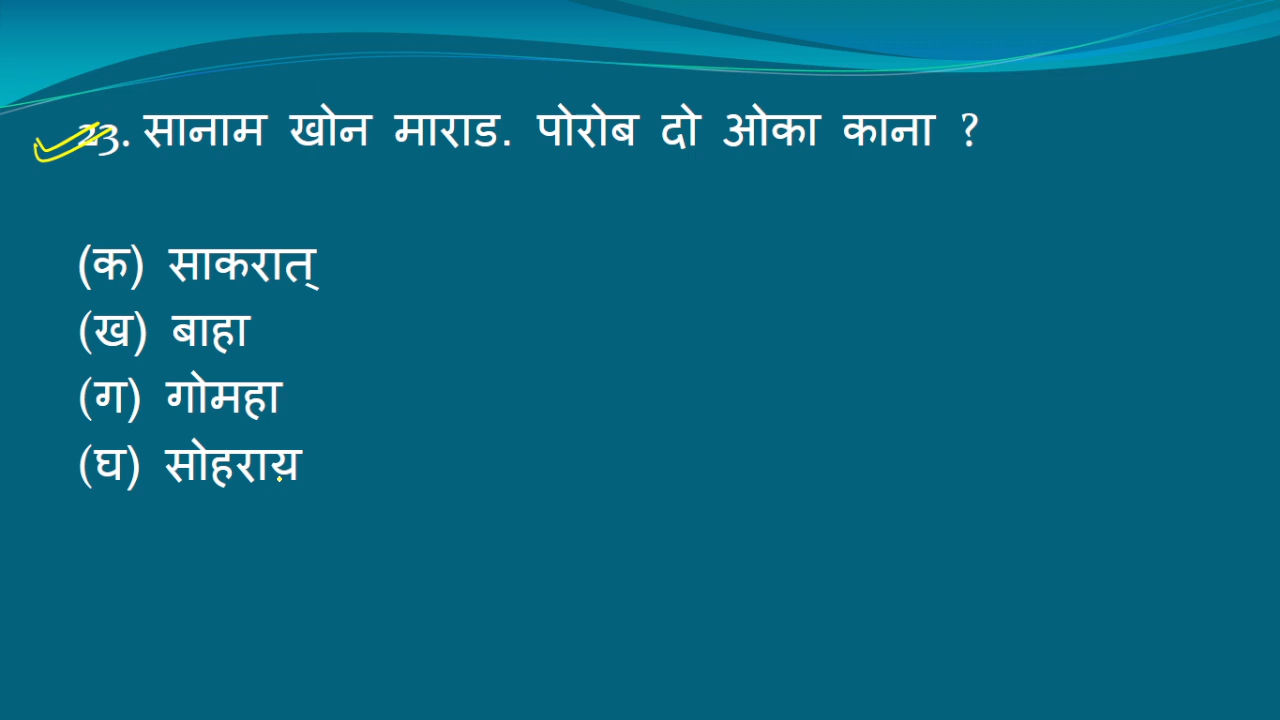 23. सानाम खोन माराड. पोरोब दो ओका काना ?
(क) साकरात्
(ख) बाहा
(ग) गोमहा
(घ) सोहराय